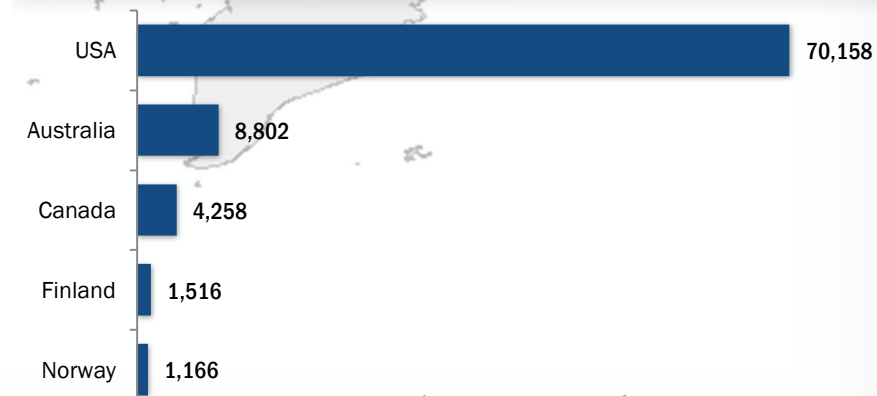 USA 70,158
Australia 8,802
Canada 4,258
Finland 1,516
Norway 1,166